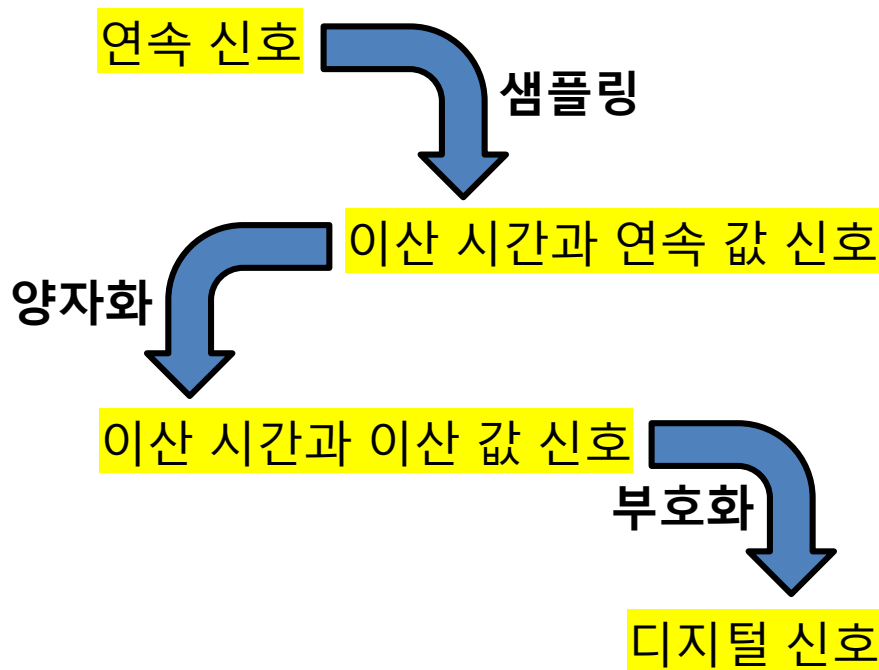 연속 신호
샘플링
이산 시간과 연속 값 신호
양자화
이산 시간과 이산 값 신호
부호화
디지털 신호